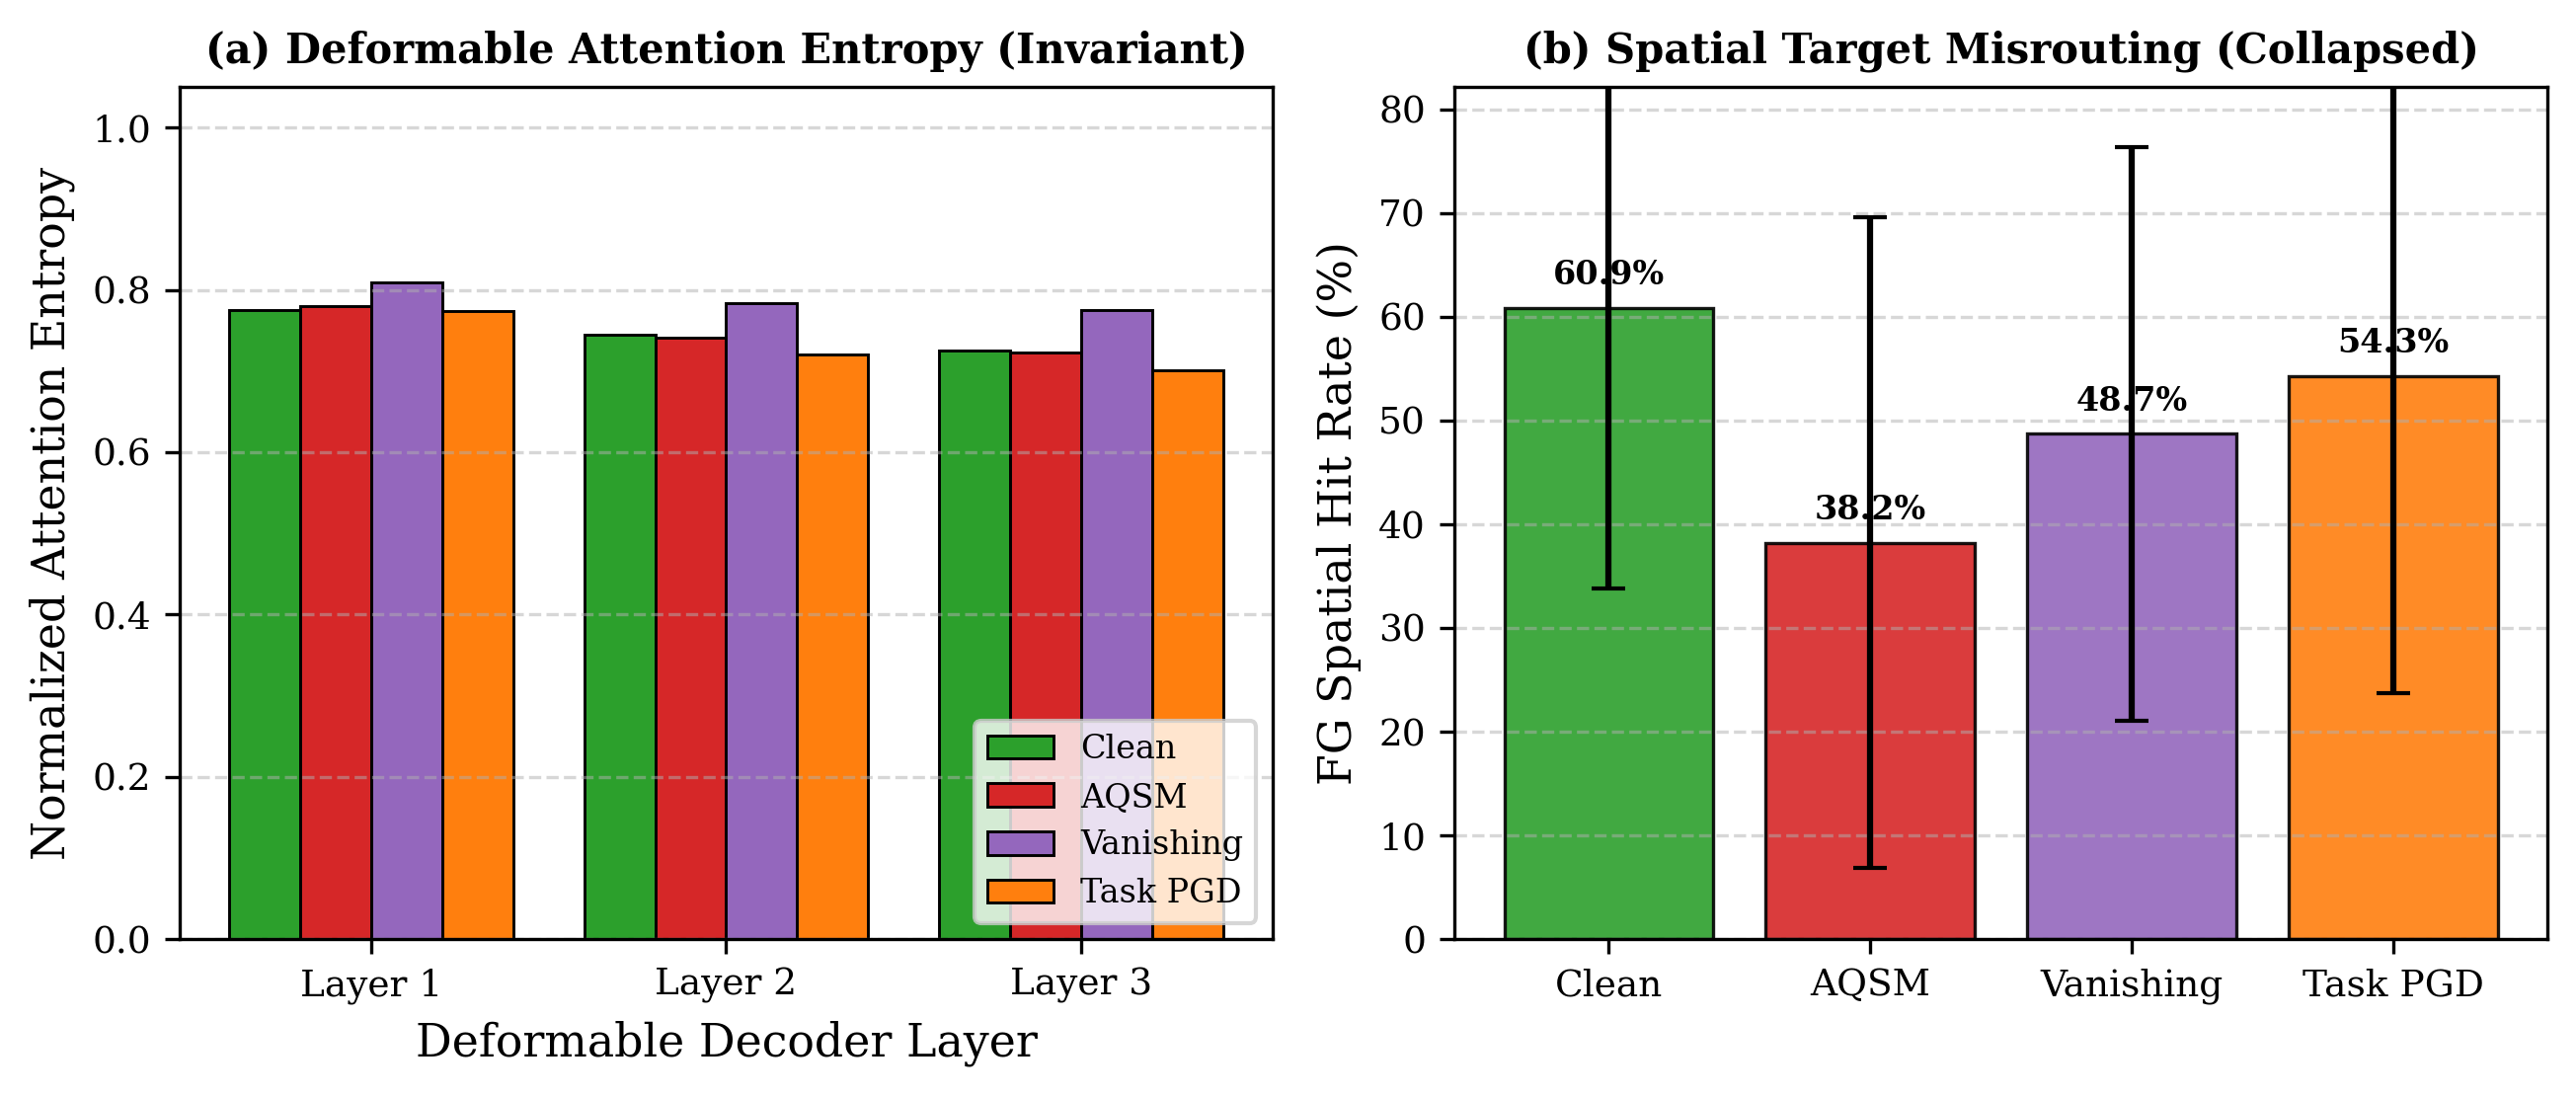 (a) Deformable Attention Entropy (Invariant)
Normalized Attention Entropy
1.0
0.8
0.6
0.4
0.2
0.0
Layer 1
Layer 2
Layer 3
Deformable Decoder Layer
Clean
AQSM
Vanishing
Task PGD
(b) Spatial Target Misrouting (Collapsed)
FG Spatial Hit Rate (%)
80
70
60
50
40
30
20
10
0
60.9%
38.2%
48.7%
54.3%
Clean
AQSM
Vanishing
Task PGD